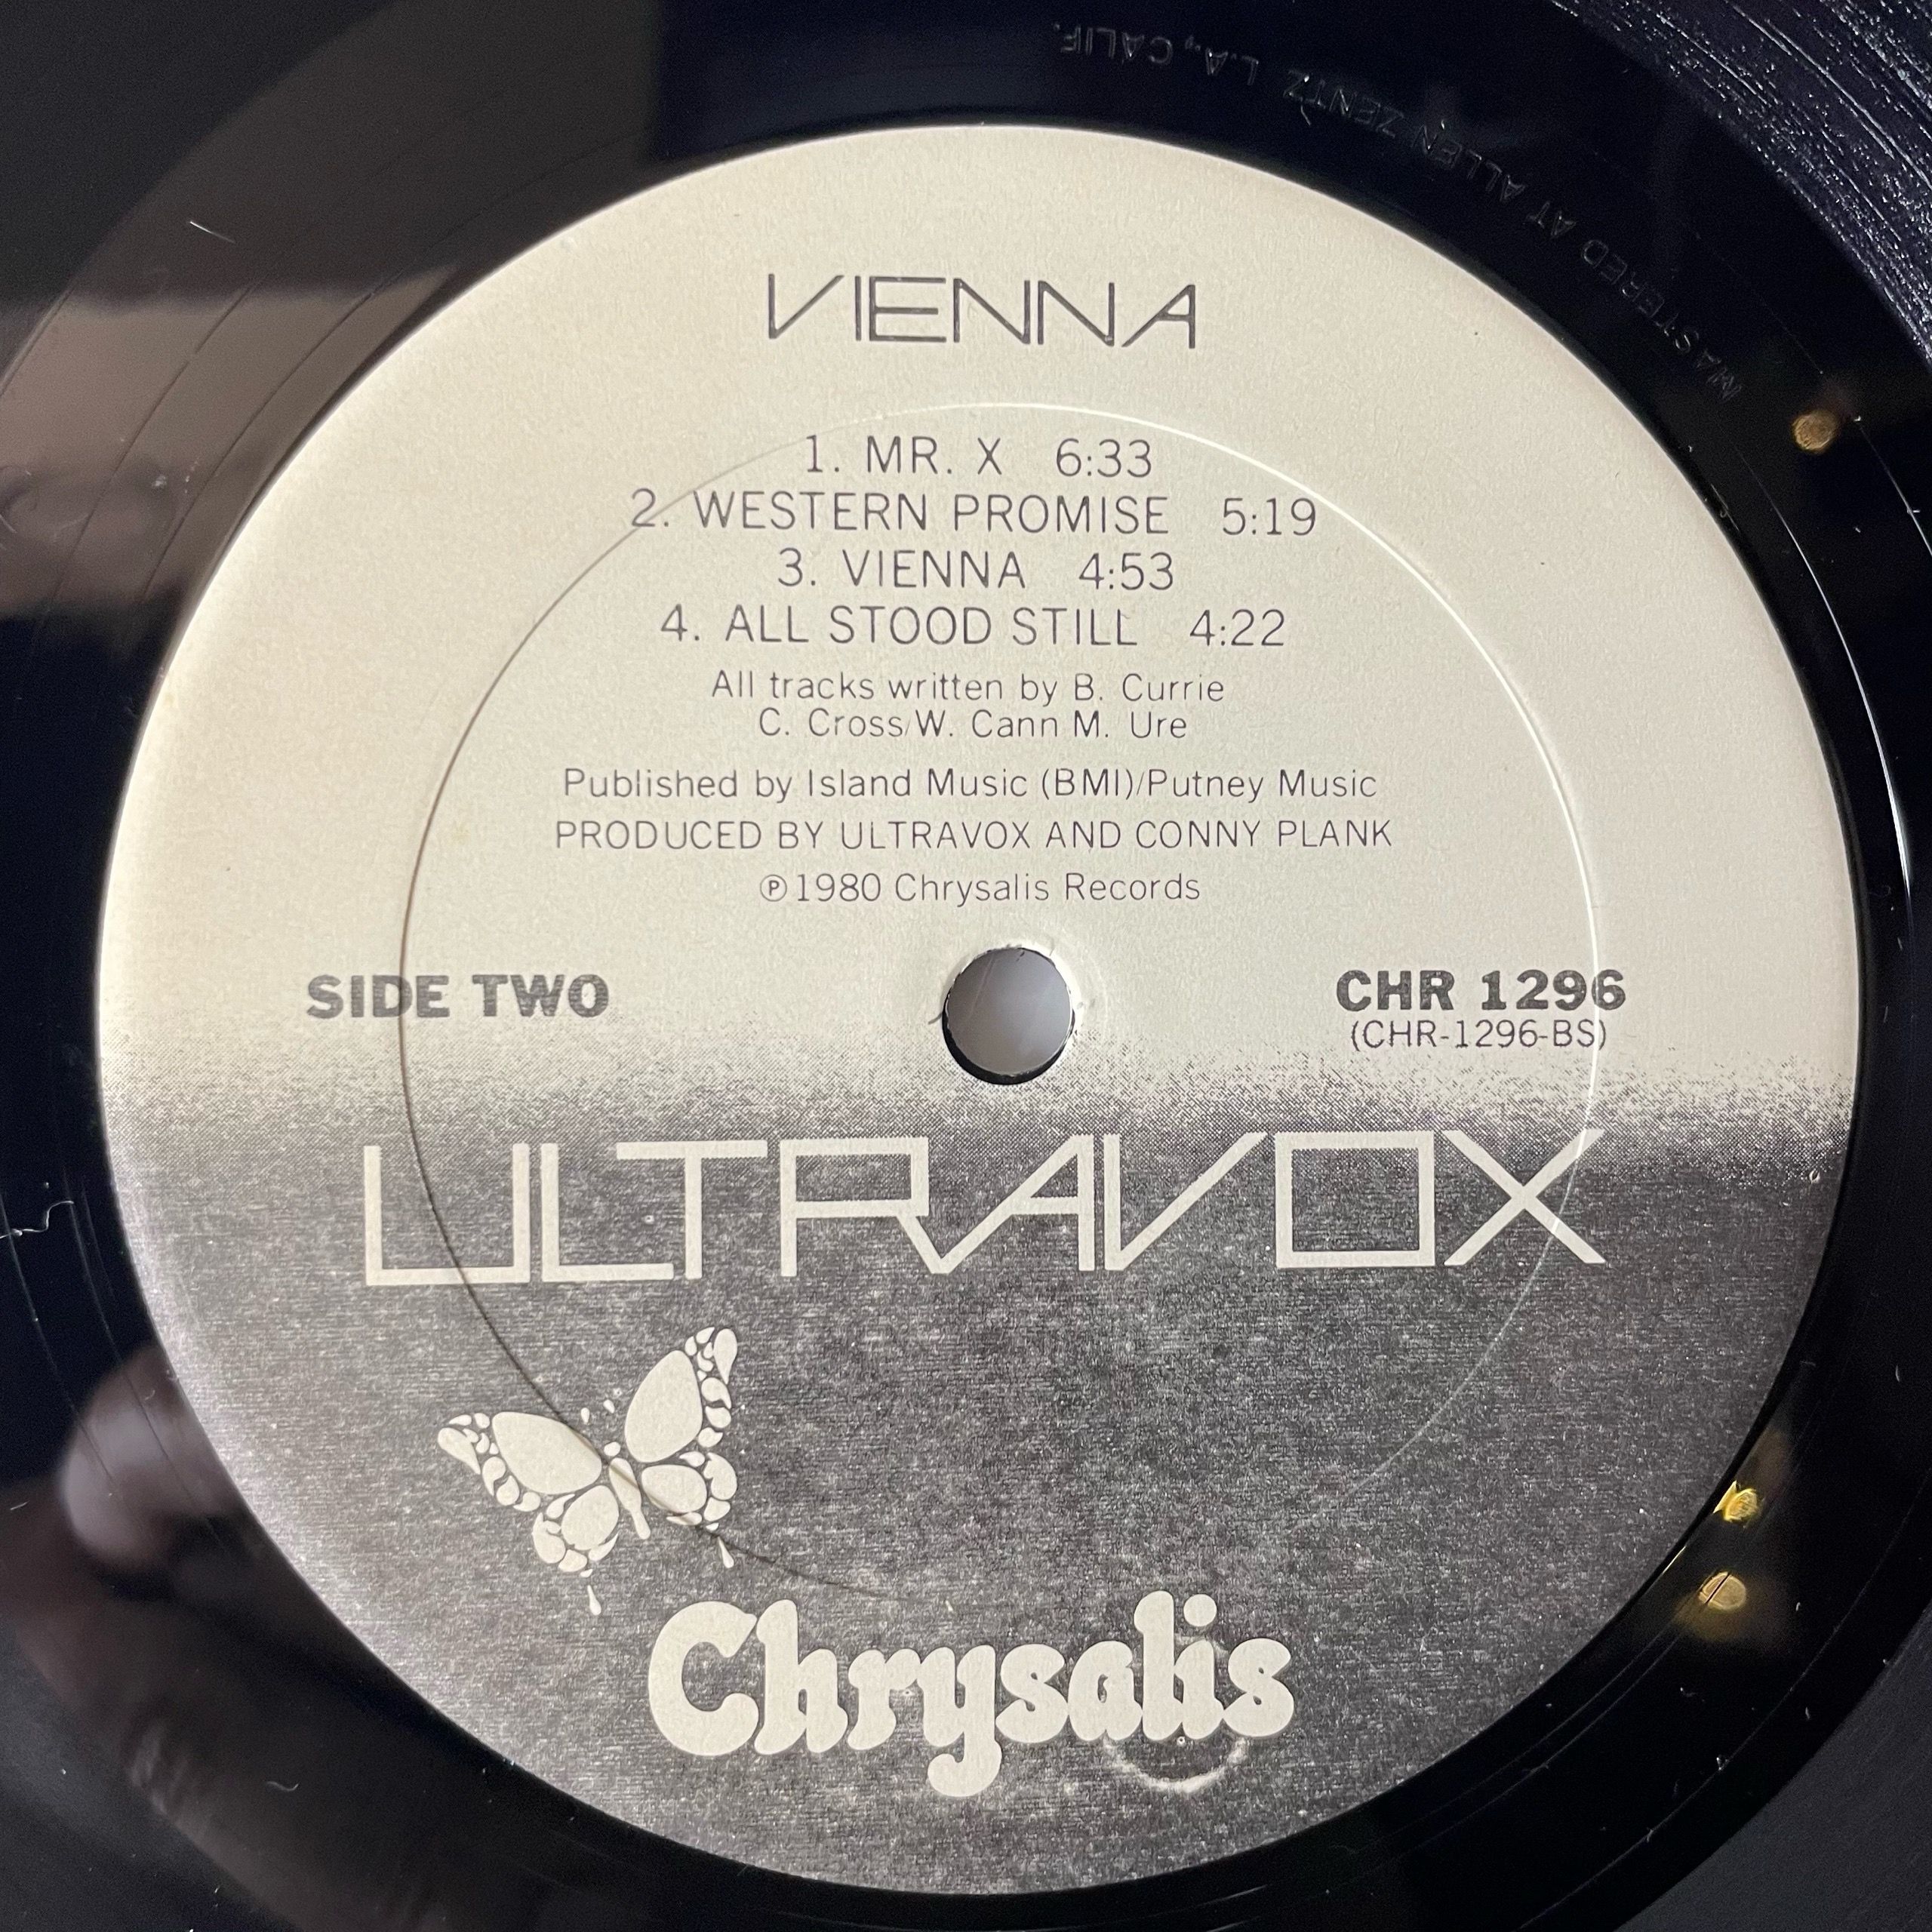 MASTERED AT ALLEN ZENTZ L.A., CALIF.
VIENNA
1. MR. X 6:33
2. WESTERN PROMISE 5:19
3. VIENNA 4:53
4. ALL STOOD STILL 4:22
All tracks written by B. Currie
C. Cross/W. Cann M. Ure
Published by Island Music (BMI)/Putney Music
PRODUCED BY ULTRAVOX AND CONNY PLANK
℗1980 Chrysalis Records
SIDE TWO
CHR 1296
(CHR-1296-BS)
ULTRAVOX
Chrysalis